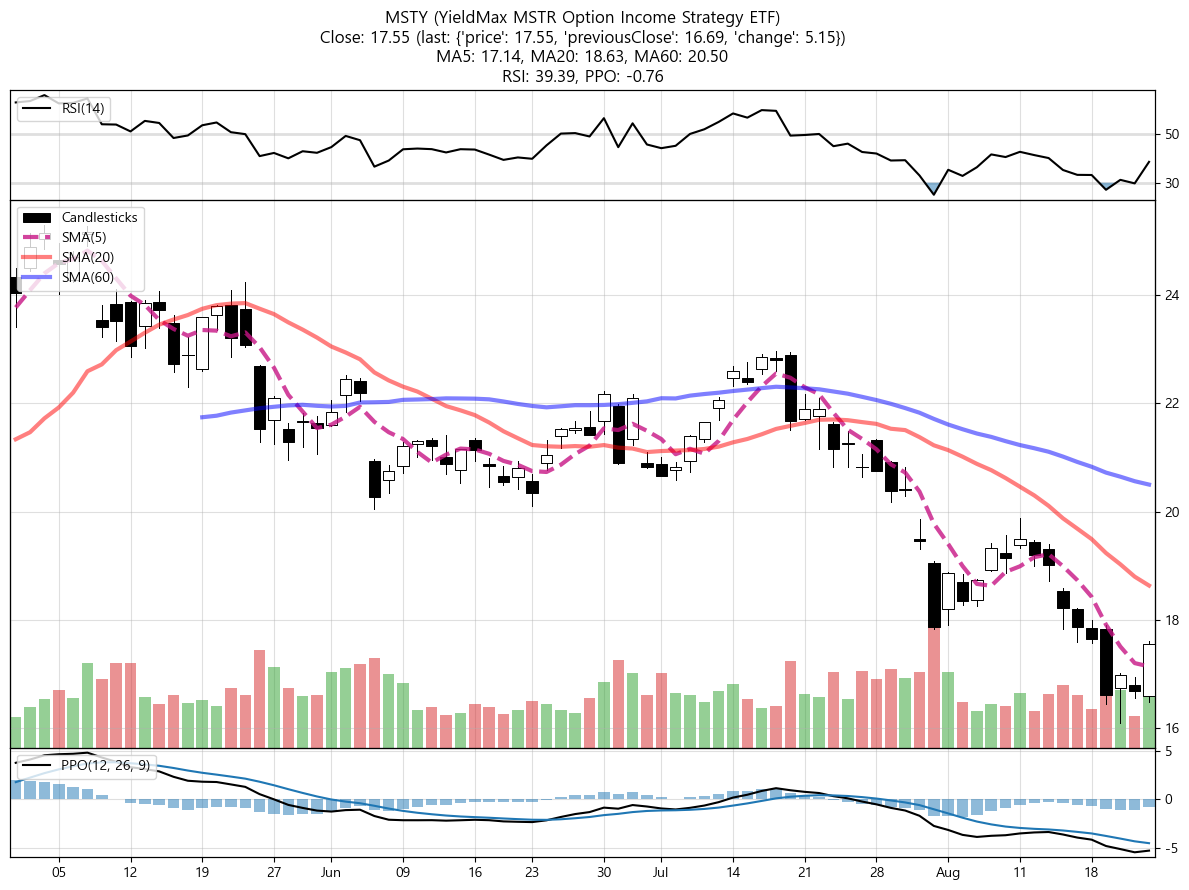 MSTY (YieldMax MSTR Option Income Strategy ETF)
Close: 17.55 (last: {'price': 17.55, 'previousClose': 16.69, 'change': 5.15})
MA5: 17.14, MA20: 18.63, MA60: 20.50
RSI: 39.39, PPO: -0.76
RSI(14)
50
30
Candlesticks
SMA(5)
SMA(20)
SMA(60)
24
22
20
18
16
PPO(12, 26, 9)
5
0
-5
05 12 19 27 Jun 09 16 23 30 Jul 14 21 28 Aug 11 18